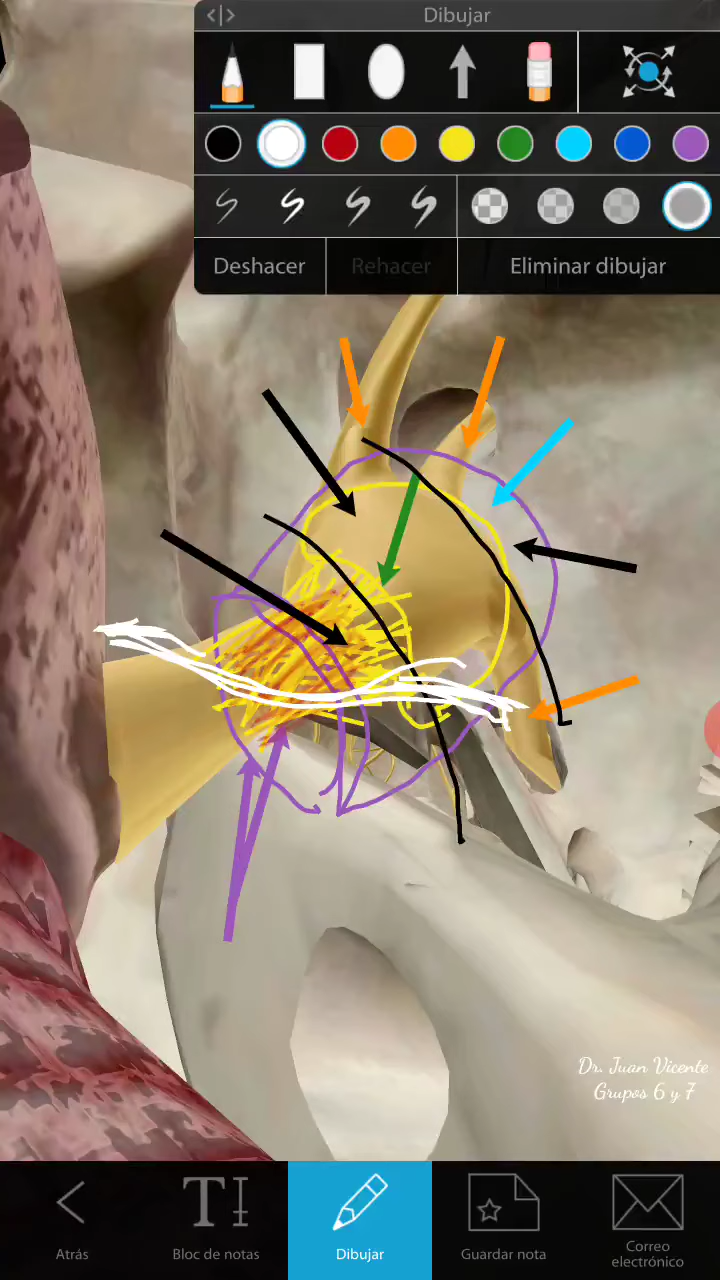 Dibujar
Deshacer
Rehacer
Eliminar dibujar
Dr. Juan Vicente
Grupos 6 y 7
Atrás
Bloc de notas
Dibujar
Guardar nota
Correo
electrónico